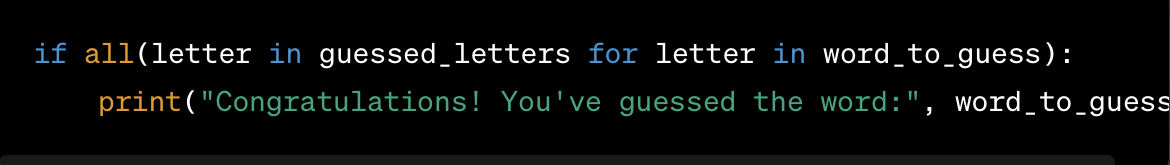 if all(letter in guessed_letters for letter in word_to_guess):
    print("Congratulations! You've guessed the word:", word_to_guess